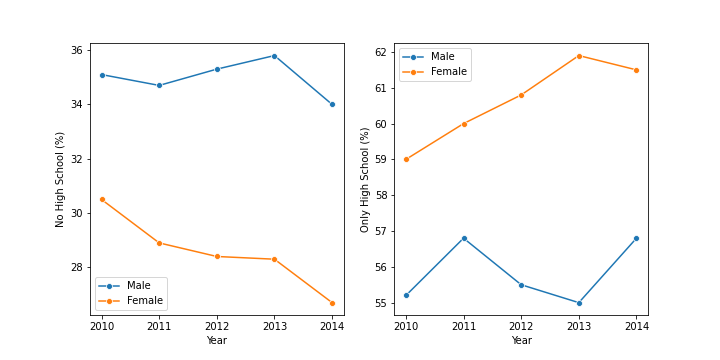 No High School (%)
36
34
32
30
28
Male
Female
2010 2011 2012 2013 2014
Year
Only High School (%)
62
61
60
59
58
57
56
55
Male
Female
2010 2011 2012 2013 2014
Year